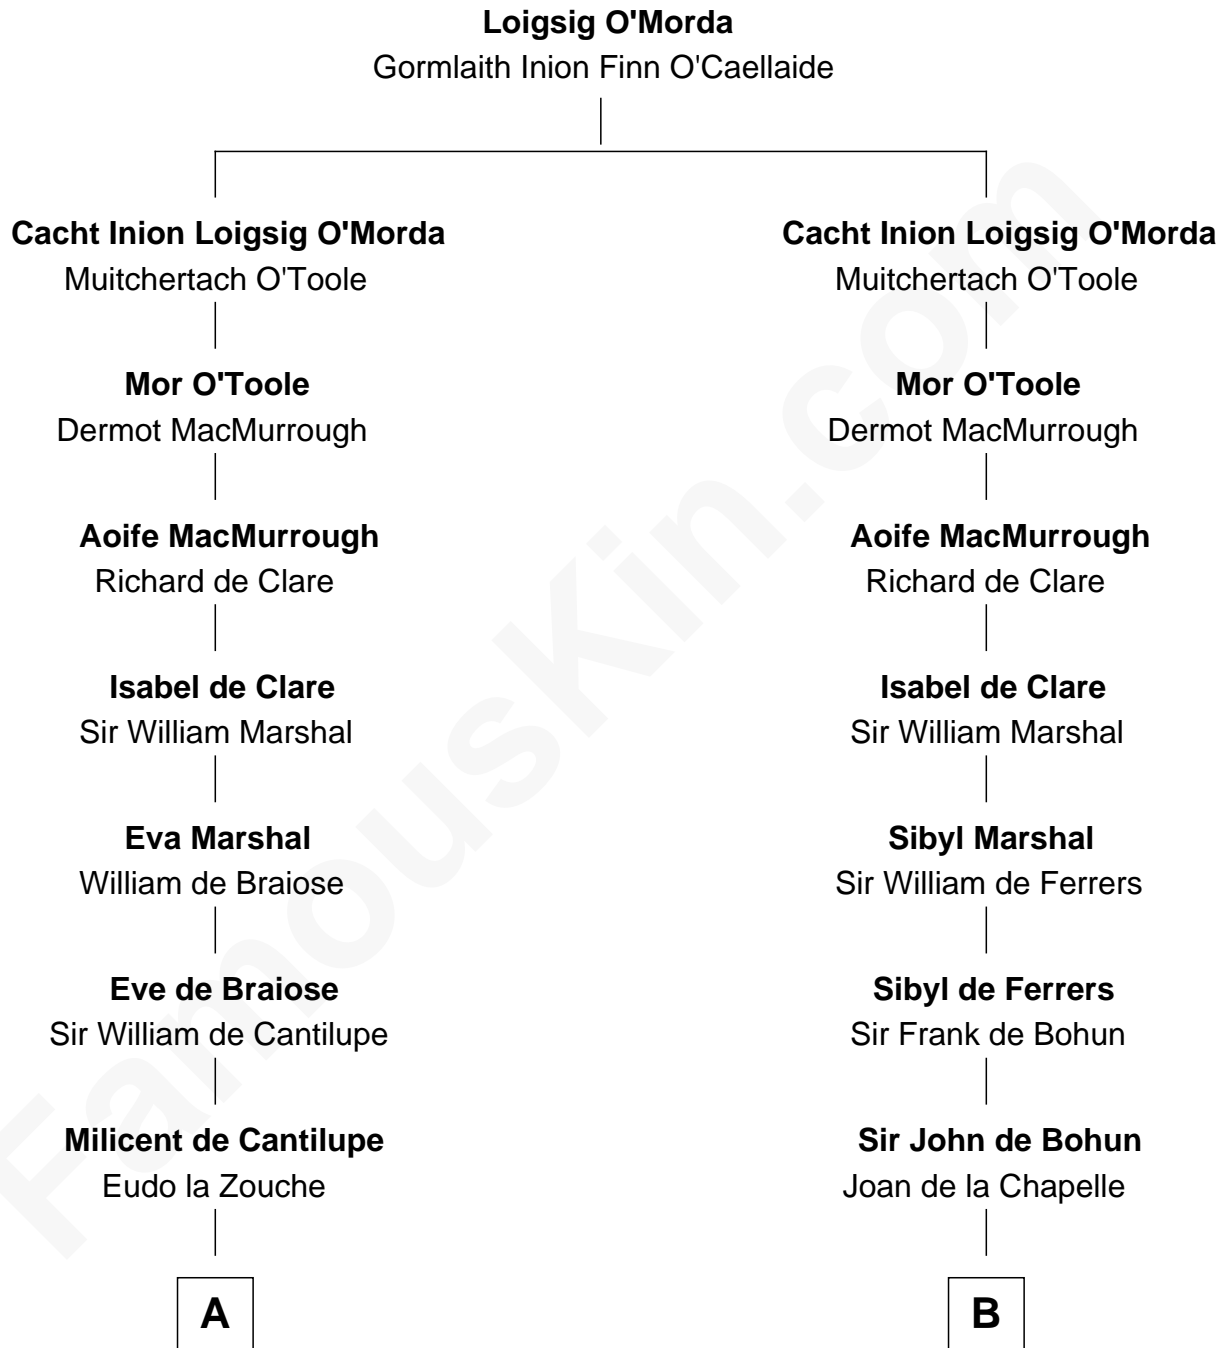 Loigsig O'Morda
Gormlaith Inion Finn O'Caellaide
Cacht Inion Loigsig O'Morda
Muitchertach O'Toole
Mor O'Toole
Dermot MacMurrough
Aoife MacMurrough
Richard de Clare
Isabel de Clare
Sir William Marshal
Eva Marshal
William de Braiose
Eve de Braiose
Sir William de Cantilupe
Milicent de Cantilupe
Eudo la Zouche
A
Cacht Inion Loigsig O'Morda
Muitchertach O'Toole
Mor O'Toole
Dermot MacMurrough
Aoife MacMurrough
Richard de Clare
Isabel de Clare
Sir William Marshal
Sibyl Marshal
Sir William de Ferrers
Sibyl de Ferrers
Sir Frank de Bohun
Sir John de Bohun
Joan de la Chapelle
B
FamousKin.com